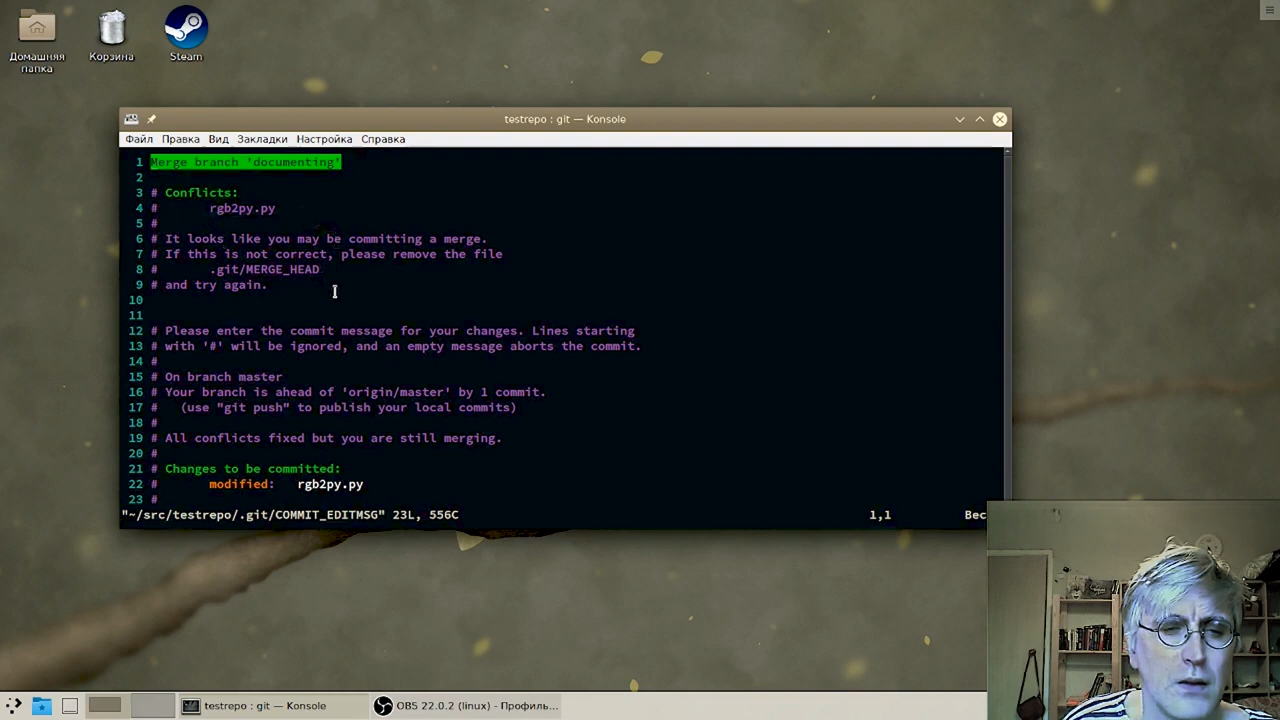 Домашняя
папка
Корзина
Steam
testrepo : git — Konsole
Файл Правка Вид Закладки Настройка Справка
1 Merge branch 'documenting'
2
3 # Conflicts:
4 # rgb2py.py
5 #
6 # It looks like you may be committing a merge.
7 # If this is not correct, please remove the file
8 # .git/MERGE_HEAD
9 # and try again.
10
11
12 # Please enter the commit message for your changes. Lines starting
13 # with '#' will be ignored, and an empty message aborts the commit.
14 #
15 # On branch master
16 # Your branch is ahead of 'origin/master' by 1 commit.
17 # (use "git push" to publish your local commits)
18 #
19 # All conflicts fixed but you are still merging.
20 #
21 # Changes to be committed:
22 # modified: rgb2py.py
23 #
"~/src/testrepo/.git/COMMIT_EDITMSG" 23L, 556C 1,1 Вес
testrepo : git — Konsole
OBS 22.0.2 (linux) - Профиль...